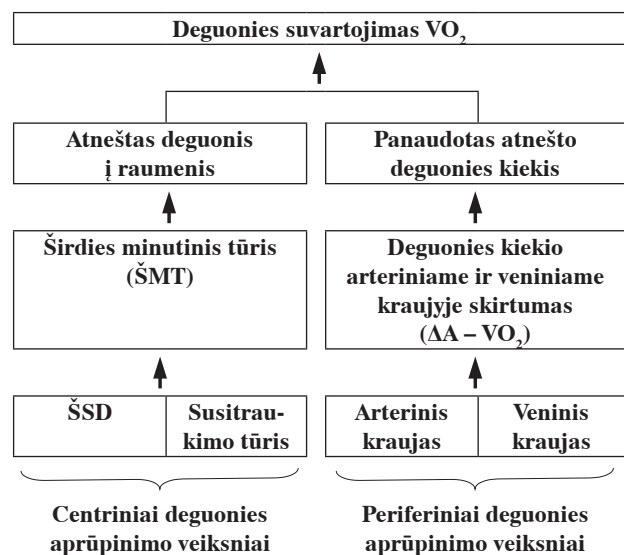 Deguonies suvartojimas VO₂
Atneštas deguonis
į raumenis
Panaudotas atnešto
deguonies kiekis
Širdies minutinis tūris
(ŠMT)
Deguonies kiekio
arteriniame ir veniniame
kraujyje skirtumas
(ΔA – VO₂)
ŠSD
Susitrau-
kimo tūris
Arterinis
kraujas
Veninis
kraujas
Centriniai deguonies
aprūpinimo veiksniai
Periferiniai deguonies
aprūpinimo veiksniai